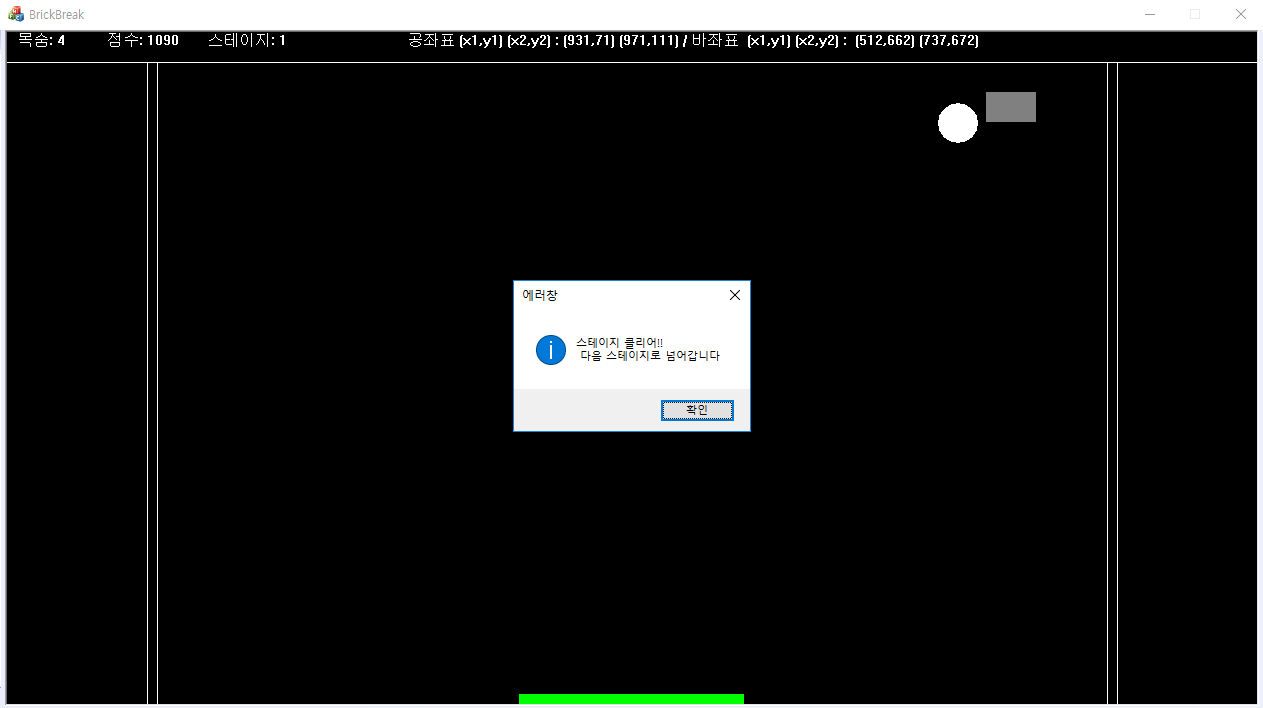 BrickBreak
목숨: 4 점수: 1090 스테이지: 1 공좌표 (x1,y1) (x2,y2) : (931,71) (971,111) / 바좌표 (x1,y1) (x2,y2) : (512,662) (737,672)
에러창
스테이지 클리어!!
다음 스테이지로 넘어갑니다
확인